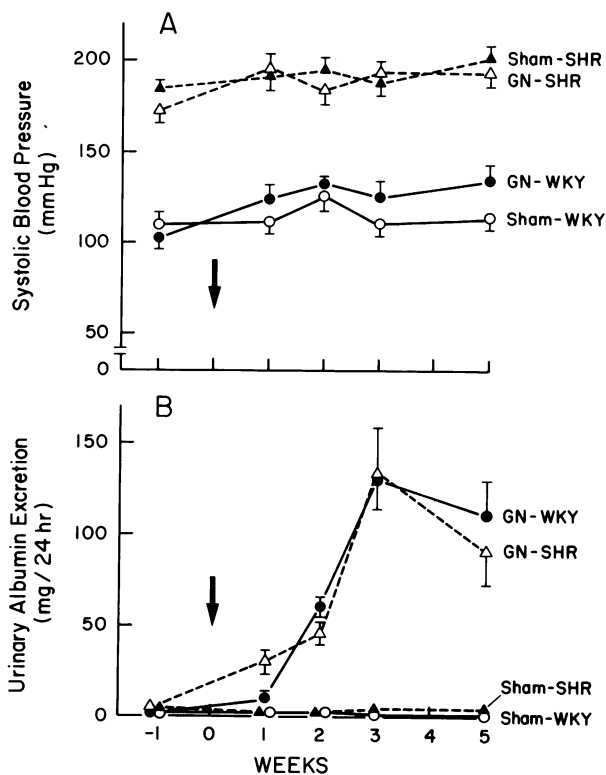 A
200
150
100
50
0
Systolic Blood Pressure
(mmHg)
Sham-SHR
GN-SHR
GN-WKY
Sham-WKY
B
150
100
50
0
Urinary Albumin Excretion
(mg/24 hr)
GN-WKY
GN-SHR
Sham-SHR
Sham-WKY
-1 0 1 2 3 4 5
WEEKS